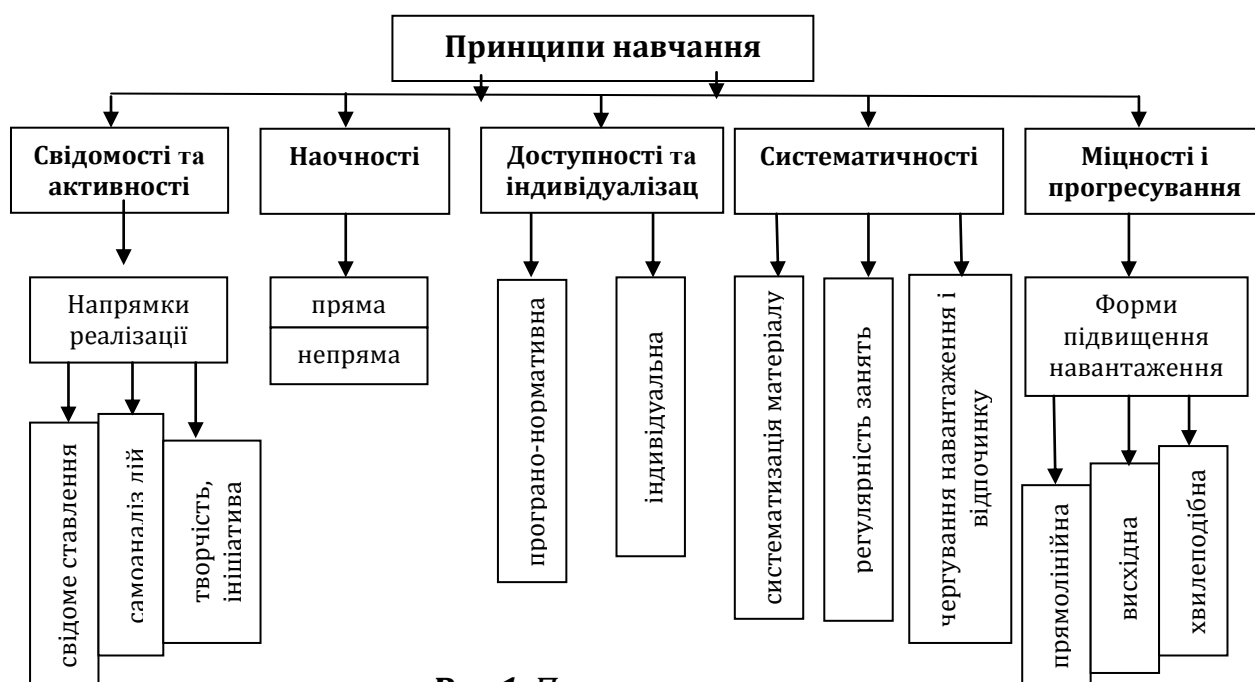 Принципи навчання
Свідомості та
активності
Наочності
Доступності та
індивідуалізац
Систематичності
Міцності і
прогресування
Напрямки
реалізації
пряма
непряма
програно-нормативна
індивідуальна
систематизація матеріалу
регулярність занять
чергування навантаження і
відпочинку
Форми
підвищення
навантаження
свідоме ставлення
самоаналіз лій
творчість,
ініціатива
прямолінійна
висхідна
хвилеподібна